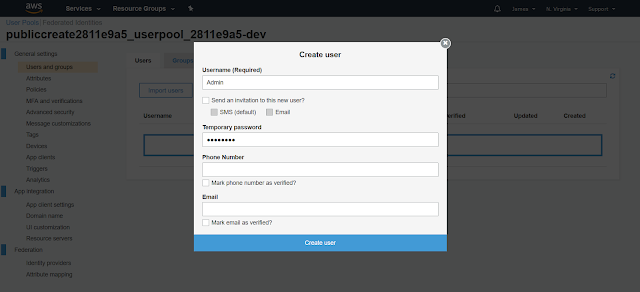 aws
Services
Resource Groups
James
N. Virginia
Support
User Pools | Federated Identities
publiccreate2811e9a5_userpool_2811e9a5-dev
General settings
Users and groups
Attributes
Policies
MFA and verifications
Advanced security
Message customizations
Tags
Devices
App clients
Triggers
Analytics
App integration
App client settings
Domain name
UI customization
Resource servers
Federation
Identity providers
Attribute mapping
Users
Groups
Import users
Username
Updated
Created
Create user
Username (Required)
Admin
Send an invitation to this new user?
SMS (default)
Email
Temporary password
••••••••
Phone Number
Mark phone number as verified?
Email
Mark email as verified?
Create user